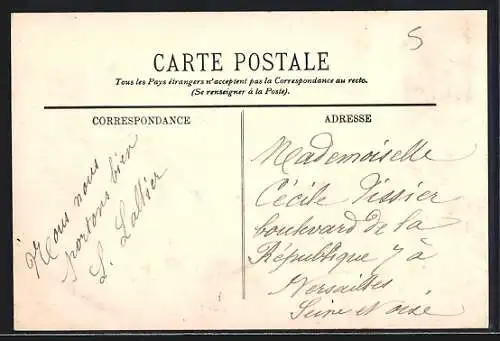 5
CARTE POSTALE
Tous les Pays étrangers n'acceptent pas la Correspondance au recto.
(Se renseigner à la Poste).
CORRESPONDANCE
Nous nous
portons bien
L. Lallier
ADRESSE
Mademoiselle
Cécile Tissier
boulevard de la
République 7 à
Versailles
Seine et Oise